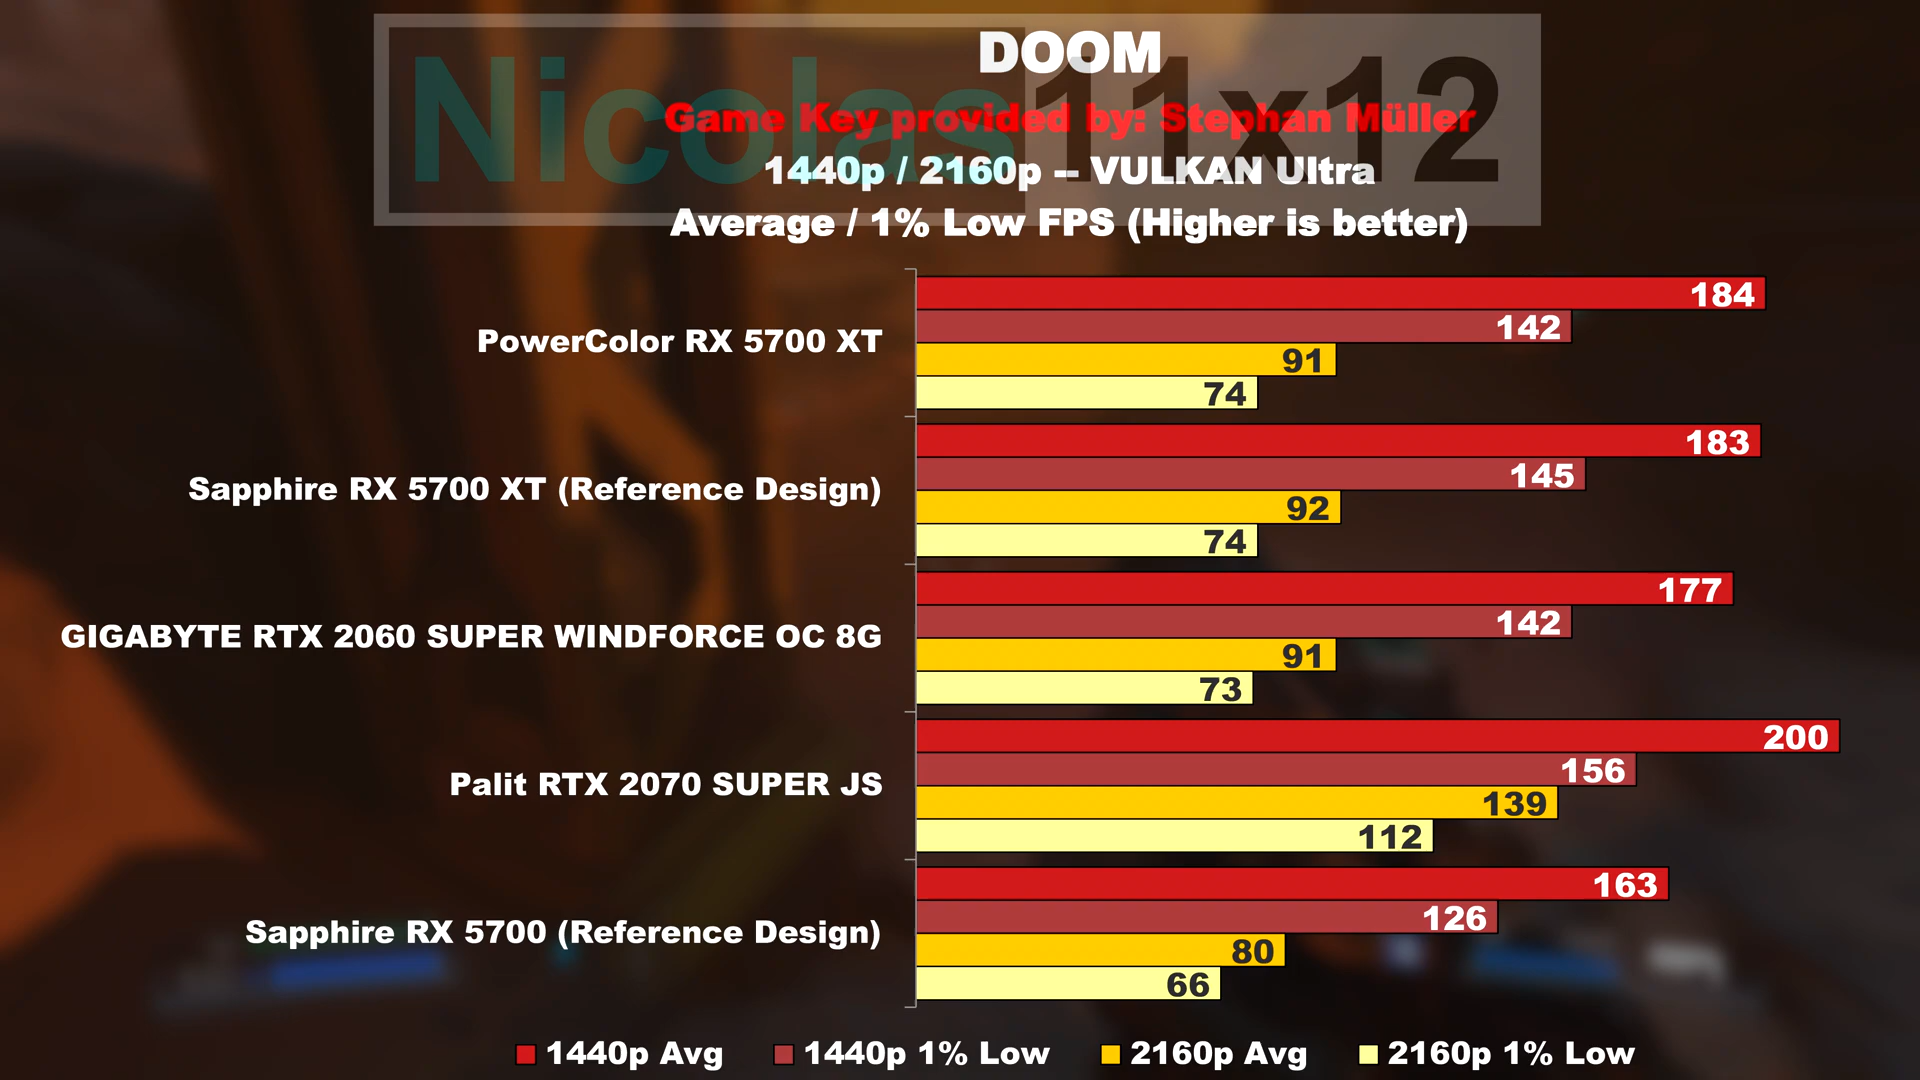 Nicolas11x12
DOOM
Game Key provided by: Stephan Müller
1440p / 2160p -- VULKAN Ultra
Average / 1% Low FPS (Higher is better)
PowerColor RX 5700 XT
184
142
91
74
Sapphire RX 5700 XT (Reference Design)
183
145
92
74
GIGABYTE RTX 2060 SUPER WINDFORCE OC 8G
177
142
91
73
Palit RTX 2070 SUPER JS
200
156
139
112
Sapphire RX 5700 (Reference Design)
163
126
80
66
1440p Avg 1440p 1% Low 2160p Avg 2160p 1% Low